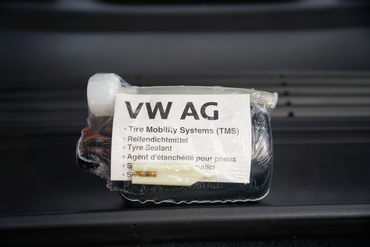 VW AG
• Tire Mobility Systems (TMS)
• Reifendichtmittel
• Tyre Sealant
• Agent d'étanchéité pour pneus